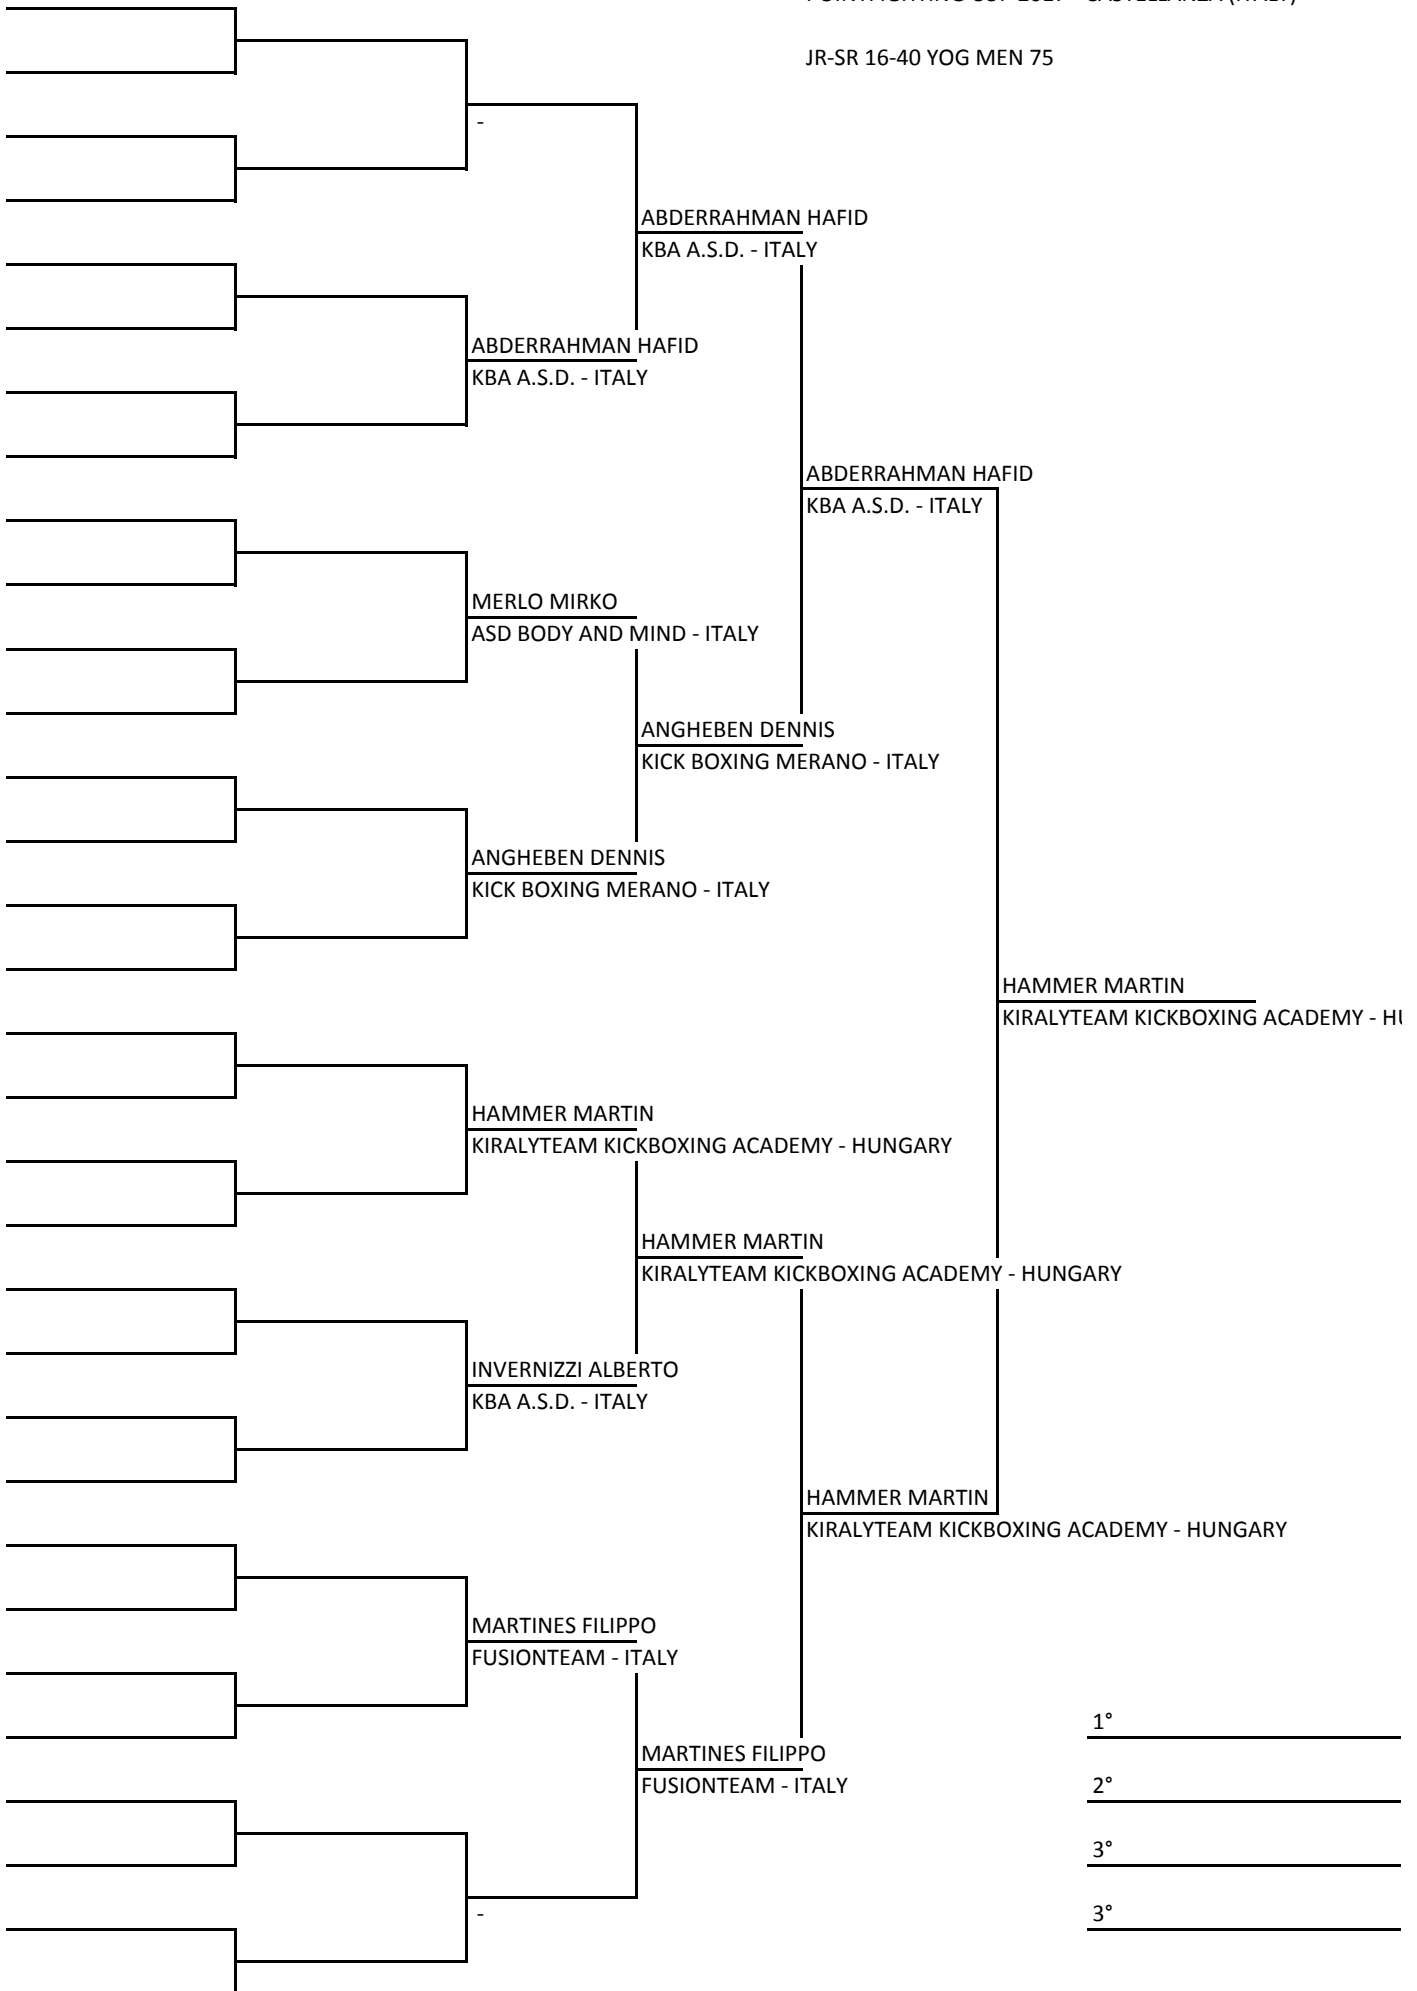 JR-SR 16-40 YOG MEN 75
-
ABDERRAHMAN HAFID
KBA A.S.D. - ITALY
ABDERRAHMAN HAFID
KBA A.S.D. - ITALY
ABDERRAHMAN HAFID
KBA A.S.D. - ITALY
MERLO MIRKO
ASD BODY AND MIND - ITALY
ANGHEBEN DENNIS
KICK BOXING MERANO - ITALY
ANGHEBEN DENNIS
KICK BOXING MERANO - ITALY
HAMMER MARTIN
KIRALYTEAM KICKBOXING ACADEMY - HU
HAMMER MARTIN
KIRALYTEAM KICKBOXING ACADEMY - HUNGARY
HAMMER MARTIN
KIRALYTEAM KICKBOXING ACADEMY - HUNGARY
INVERNIZZI ALBERTO
KBA A.S.D. - ITALY
HAMMER MARTIN
KIRALYTEAM KICKBOXING ACADEMY - HUNGARY
MARTINES FILIPPO
FUSIONTEAM - ITALY
1°
MARTINES FILIPPO
FUSIONTEAM - ITALY
2°
3°
-
3°